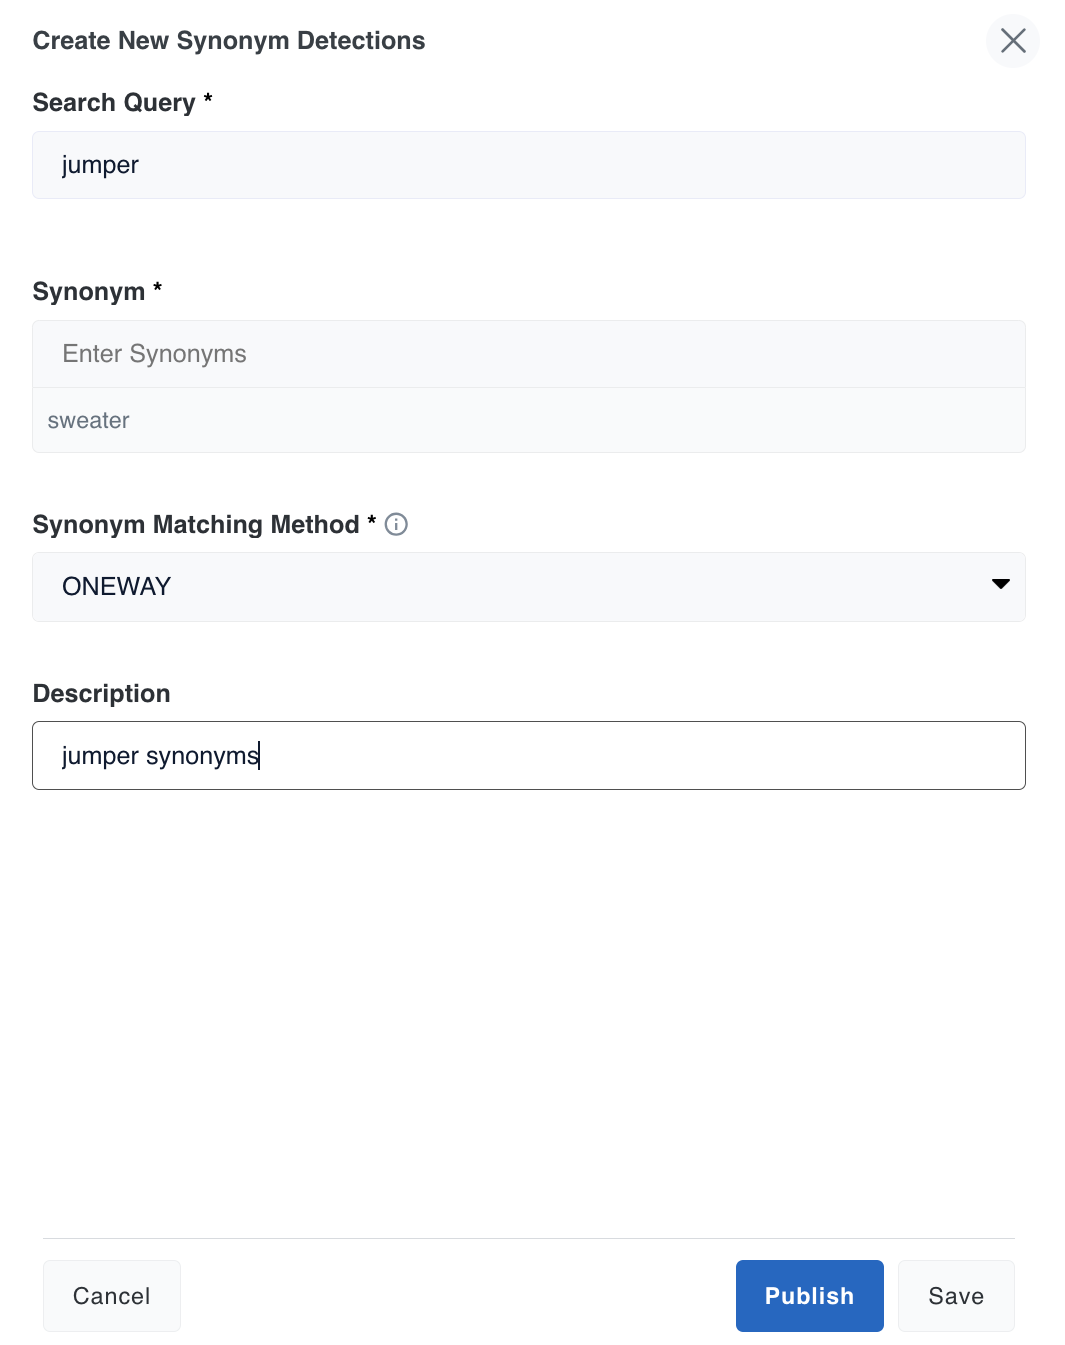 Create New Synonym Detections
Search Query *
jumper
Synonym *
Enter Synonyms
sweater
Synonym Matching Method *
ONEWAY
Description
jumper synonyms
Cancel
Publish
Save